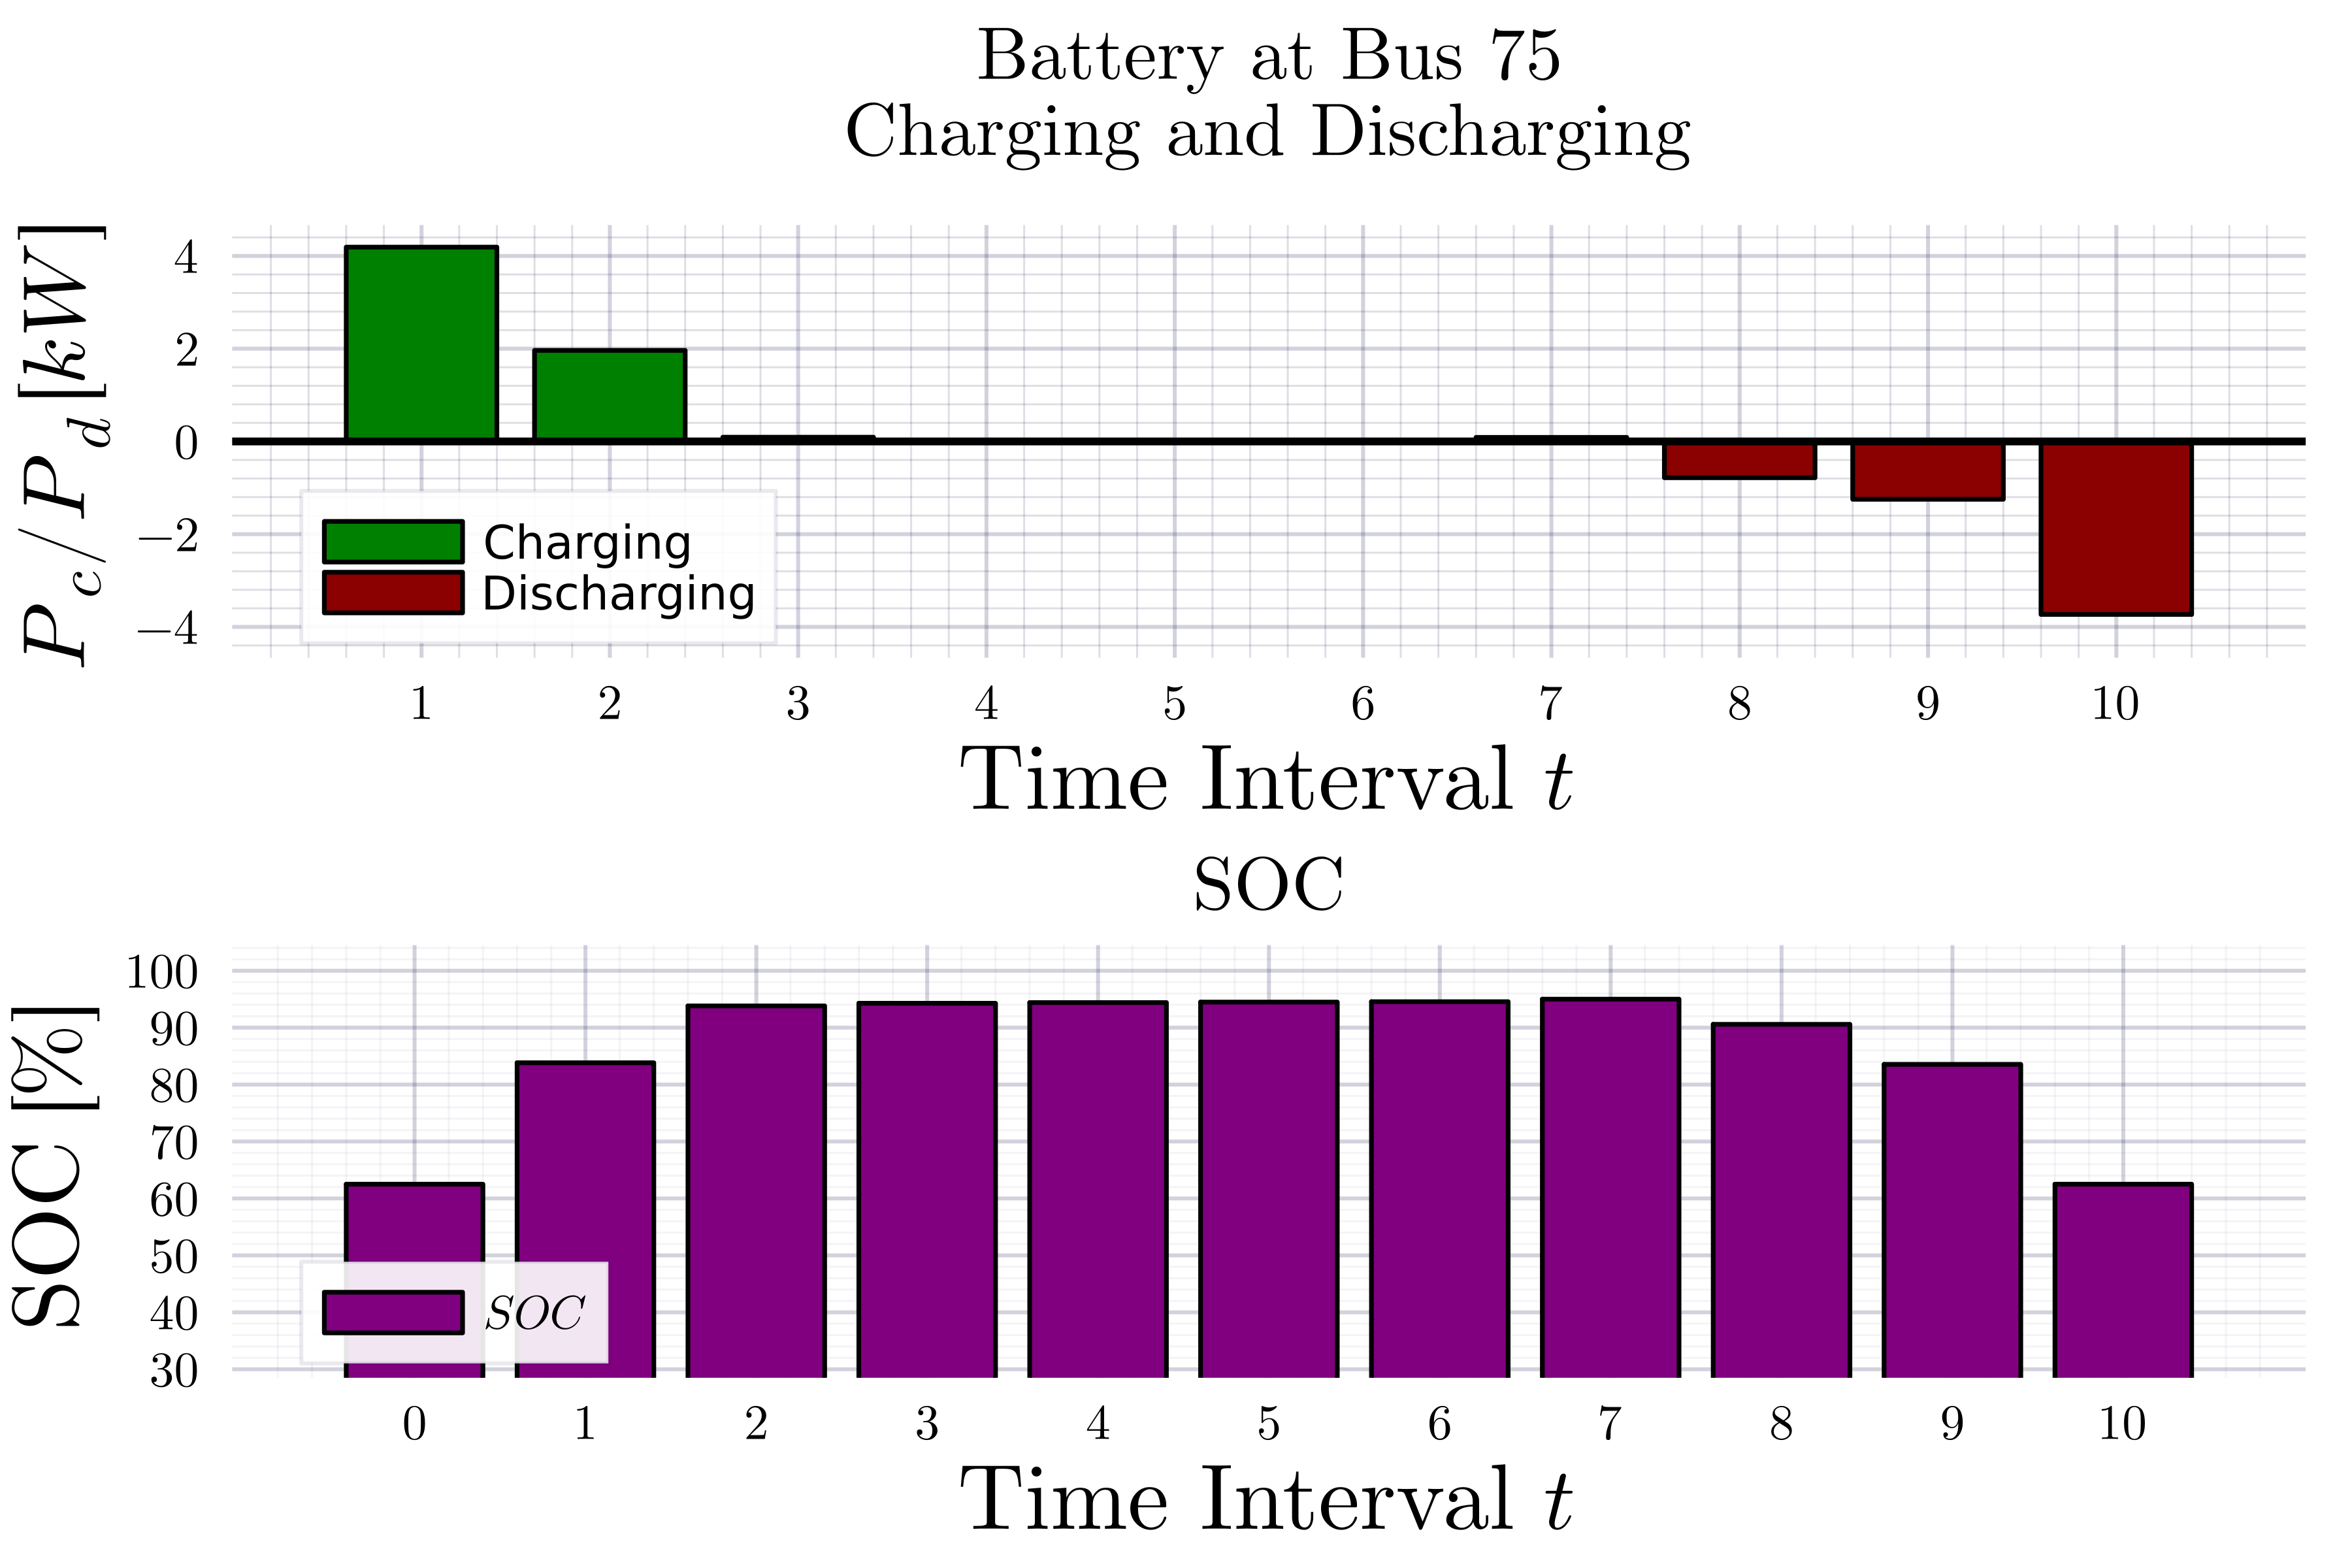 Battery at Bus 75
Charging and Discharging
P_c/P_d [kW]
4
2
0
−2
−4
Charging
Discharging
1 2 3 4 5 6 7 8 9 10
Time Interval t
SOC
SOC [%]
100
90
80
70
60
50
40
30
SOC
0 1 2 3 4 5 6 7 8 9 10
Time Interval t